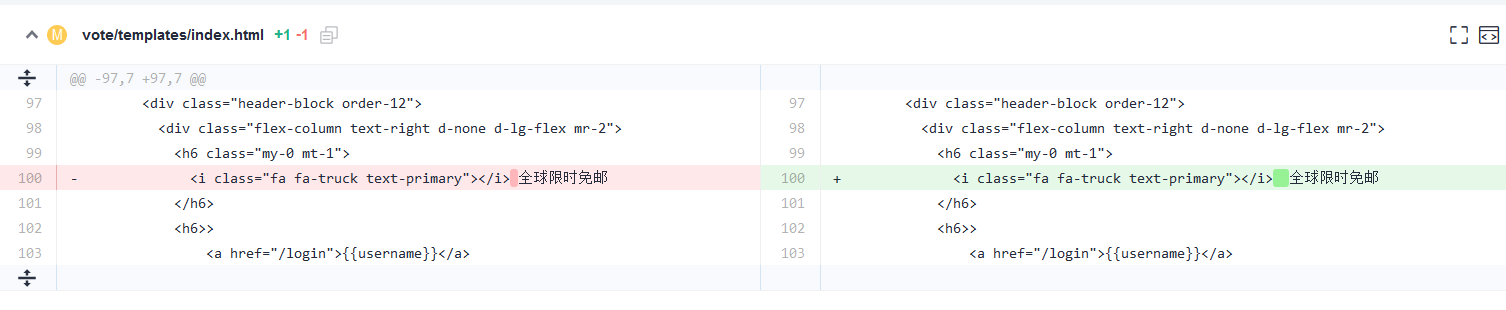 M vote/templates/index.html +1 -1
@@ -97,7 +97,7 @@
97 <div class="header-block order-12">
98 <div class="flex-column text-right d-none d-lg-flex mr-2">
99 <h6 class="my-0 mt-1">
100 - <i class="fa fa-truck text-primary"></i> 全球限时免邮
101 </h6>
102 <h6>>
103 <a href="/login">{{username}}</a>
97 <div class="header-block order-12">
98 <div class="flex-column text-right d-none d-lg-flex mr-2">
99 <h6 class="my-0 mt-1">
100 + <i class="fa fa-truck text-primary"></i>  全球限时免邮
101 </h6>
102 <h6>>
103 <a href="/login">{{username}}</a>